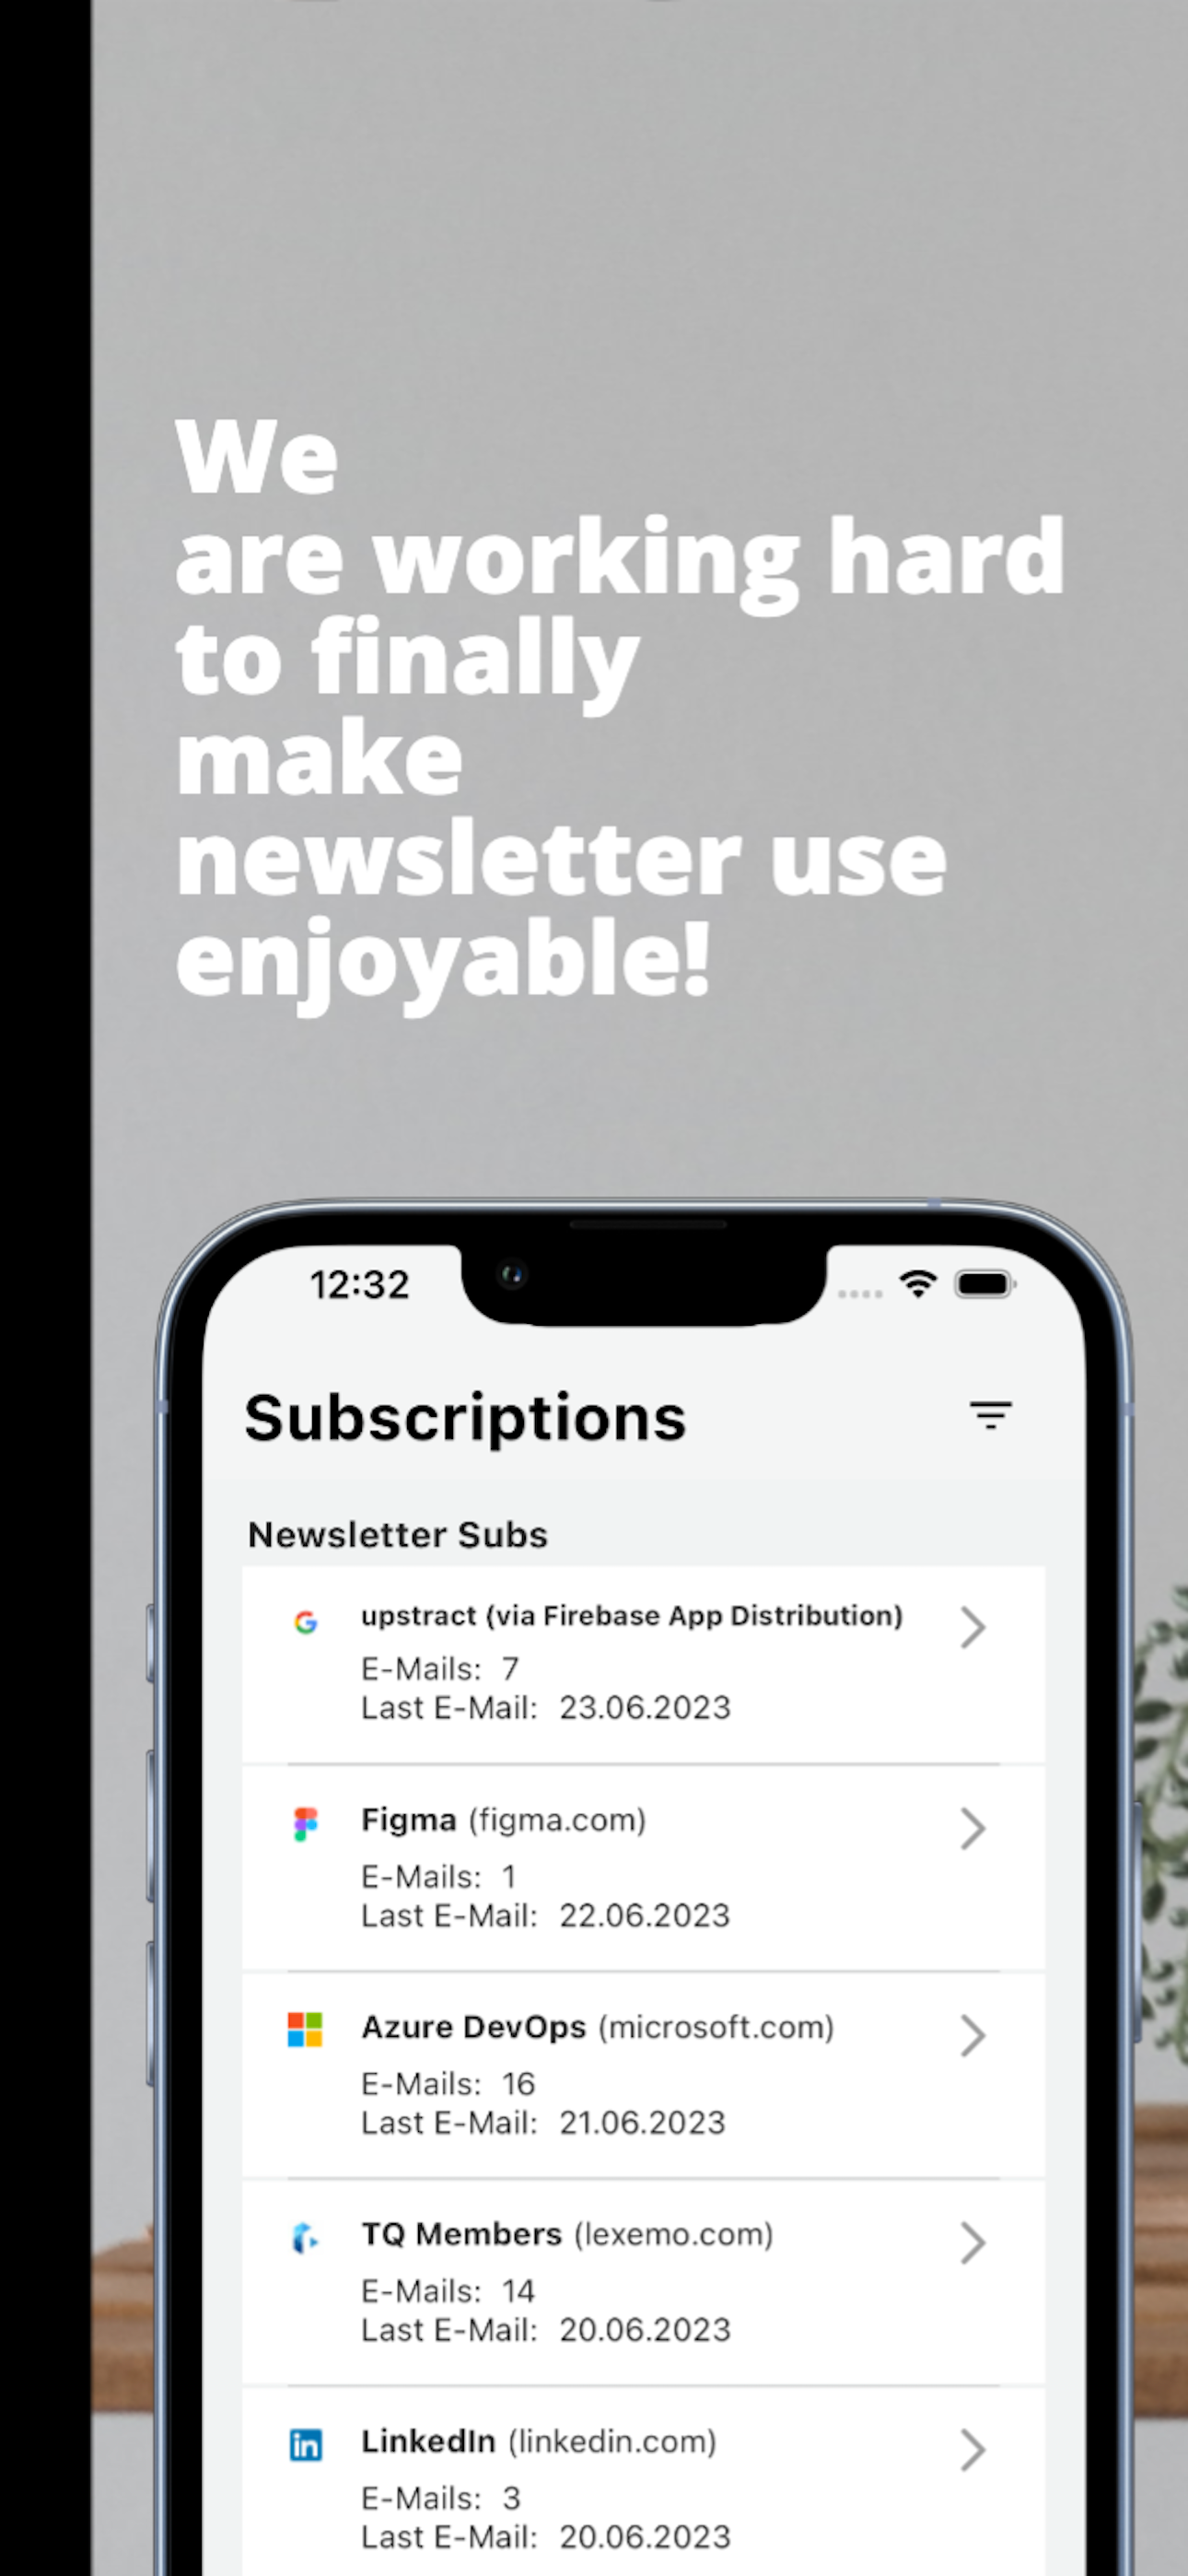 We
are working hard
to finally
make
newsletter use
enjoyable!
12:32
Subscriptions
Newsletter Subs
upstract (via Firebase App Distribution)
E-Mails: 7
Last E-Mail: 23.06.2023
Figma (figma.com)
E-Mails: 1
Last E-Mail: 22.06.2023
Azure DevOps (microsoft.com)
E-Mails: 16
Last E-Mail: 21.06.2023
TQ Members (lexemo.com)
E-Mails: 14
Last E-Mail: 20.06.2023
in
LinkedIn (linkedin.com)
E-Mails: 3
Last E-Mail: 20.06.2023